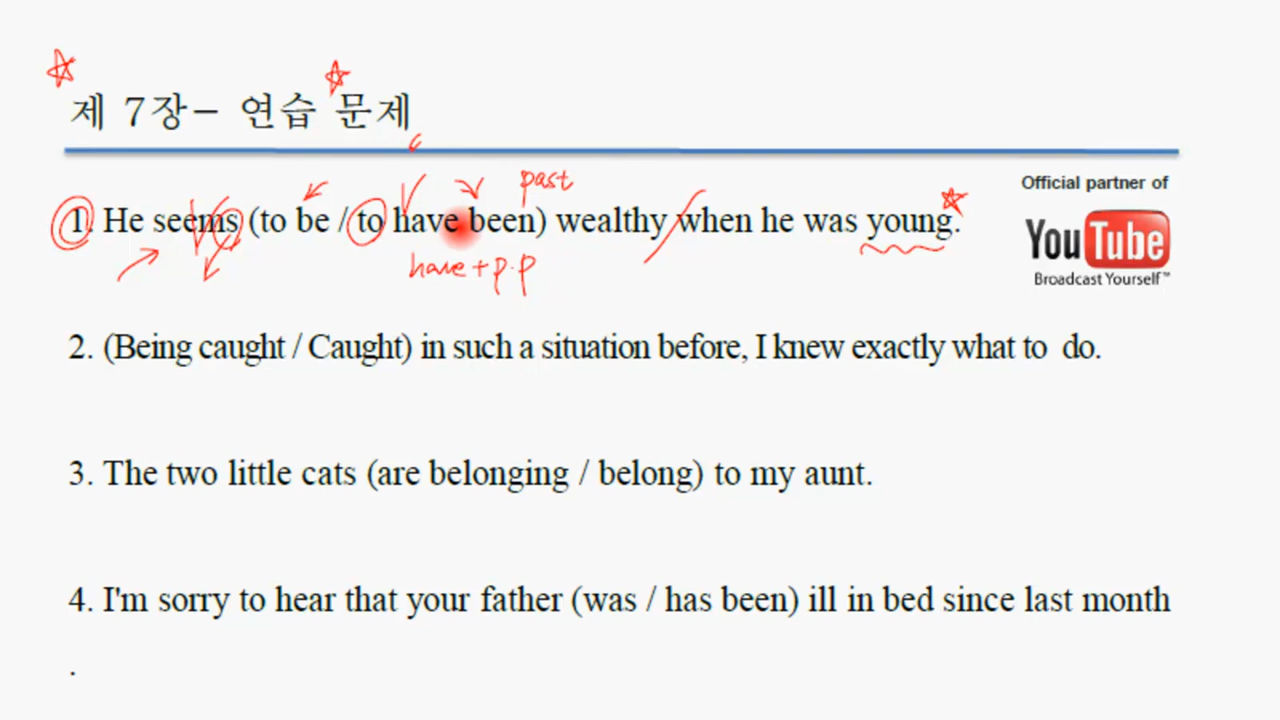 제 7장- 연습 문제
past
Official partner of
1. He seems (to be / to have been) wealthy when he was young.
You Tube
have + p.p
Broadcast Yourself™
2. (Being caught / Caught) in such a situation before, I knew exactly what to do.
3. The two little cats (are belonging / belong) to my aunt.
4. I'm sorry to hear that your father (was / has been) ill in bed since last month
.